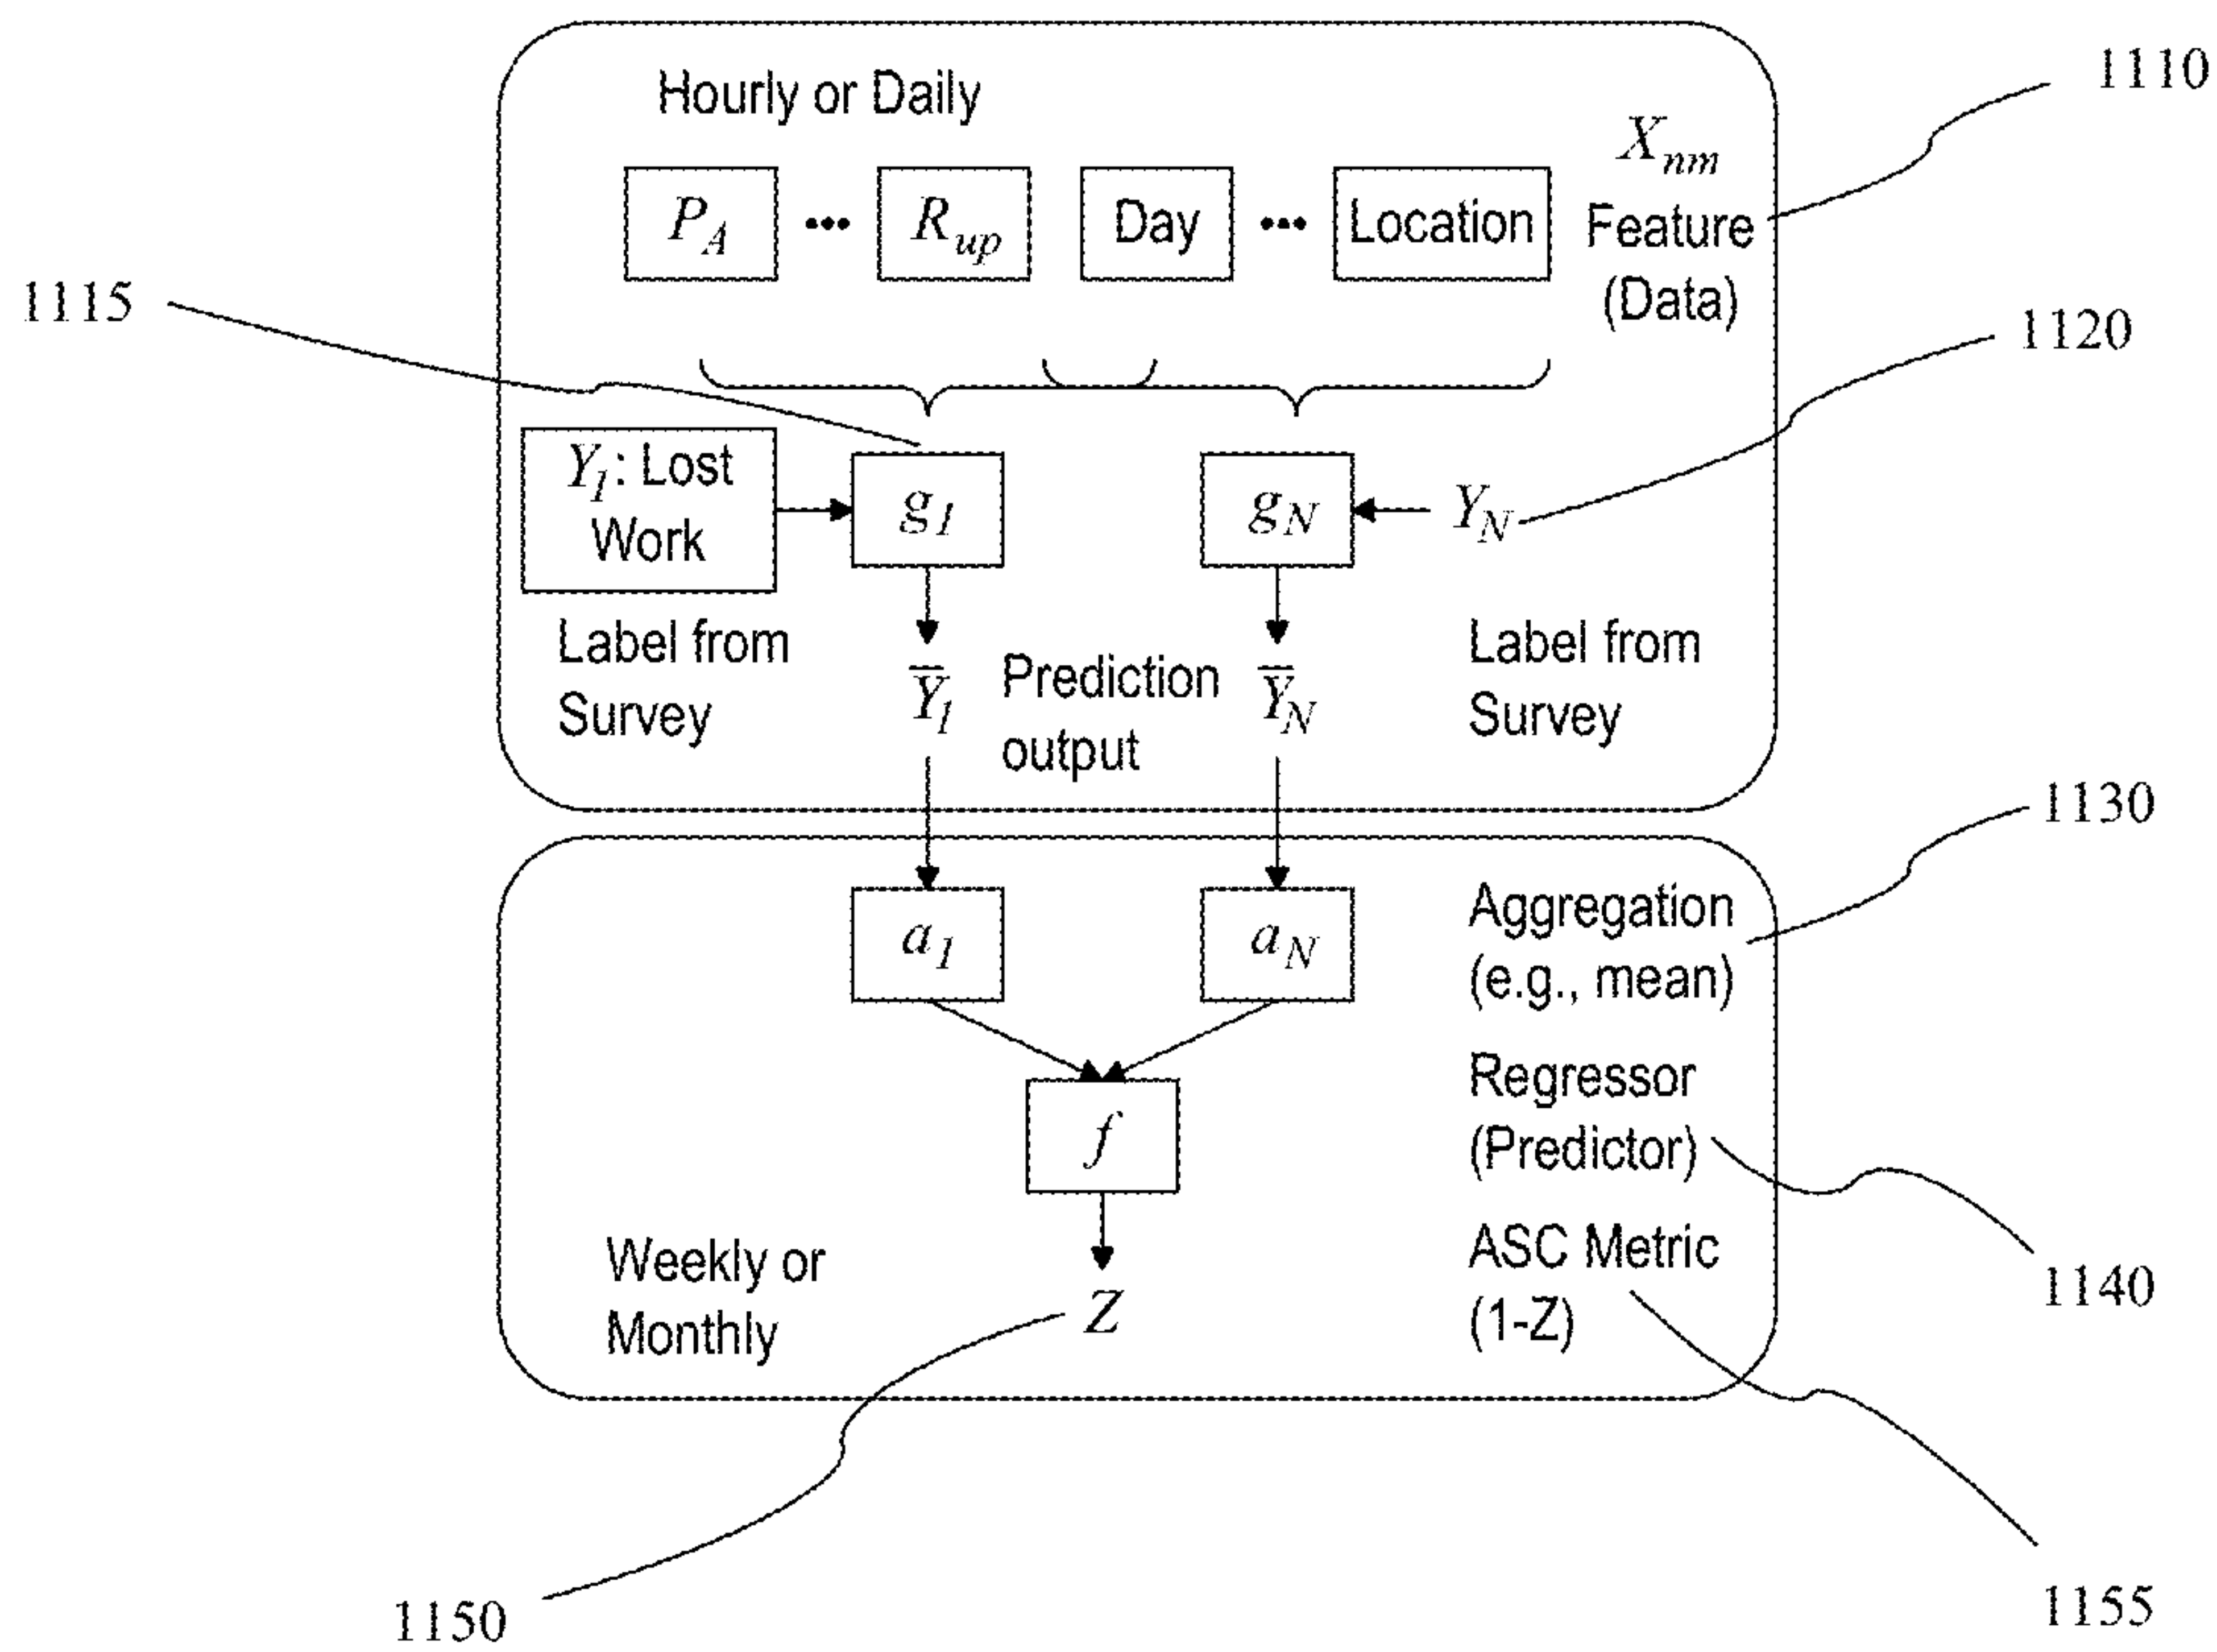 1110
Hourly or Daily
X_nm
P_A ••• R_up Day ••• Location
Feature
(Data)
1115
1120
Y_1: Lost
Work
g_1
g_N
Y_N
Label from
Survey
Y̅_1
Prediction
output
Y̅_N
Label from
Survey
1130
a_1
a_N
Aggregation
(e.g., mean)
f
Regressor
(Predictor)
1140
Weekly or
Monthly
Z
ASC Metric
(1-Z)
1150
1155